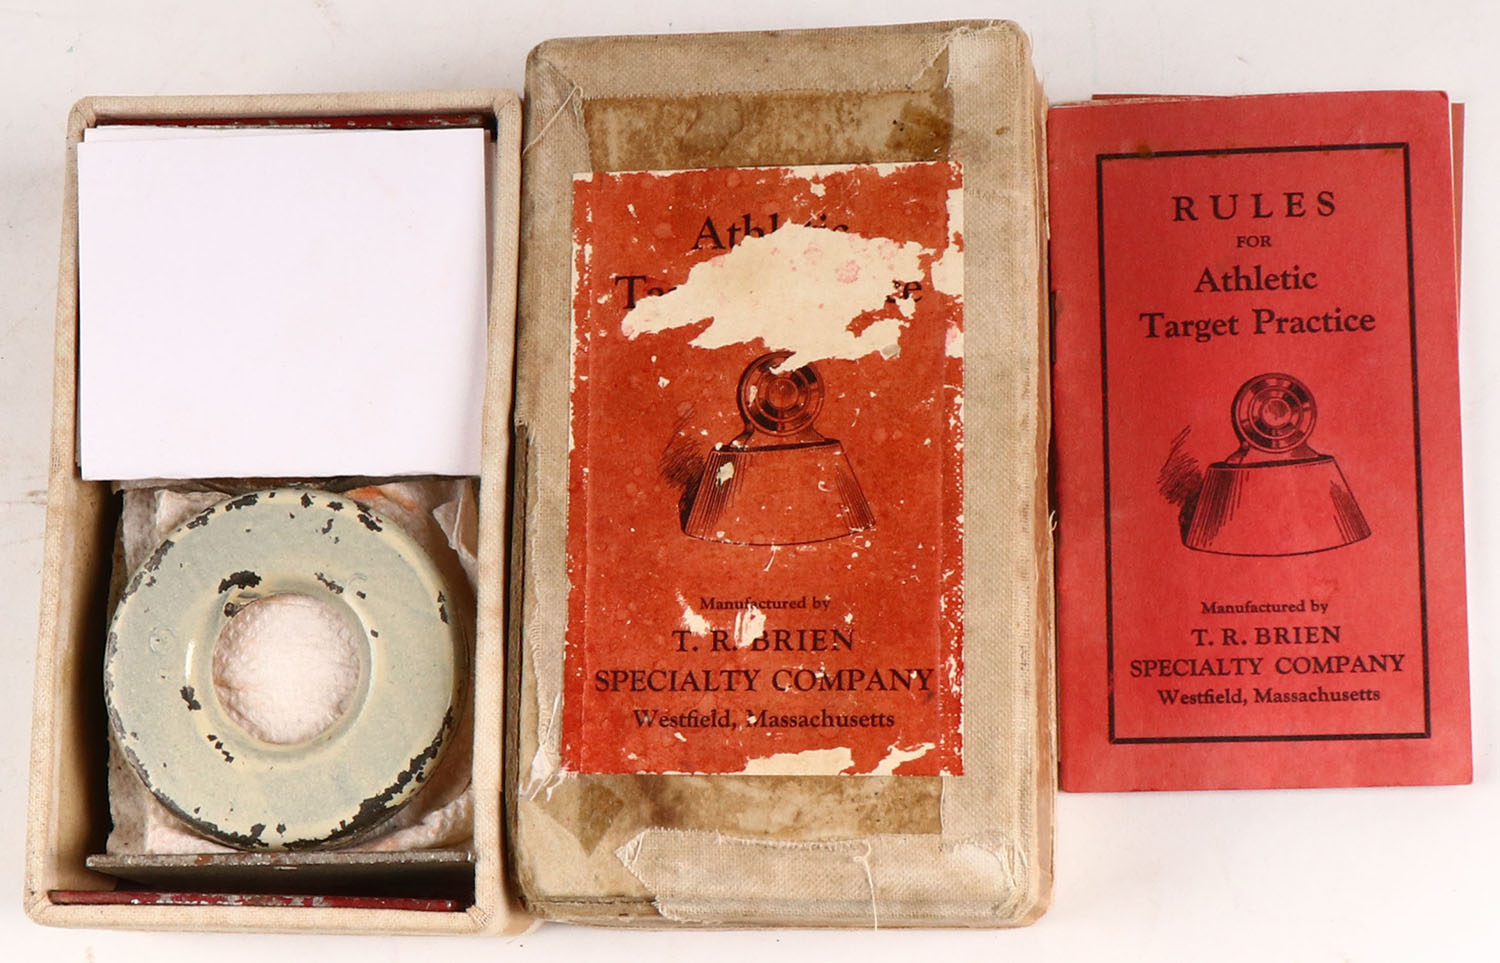 Manufactured by
T. R. BRIEN
SPECIALTY COMPANY
Westfield, Massachusetts
RULES
FOR
Athletic
Target Practice
Manufactured by
T. R. BRIEN
SPECIALTY COMPANY
Westfield, Massachusetts